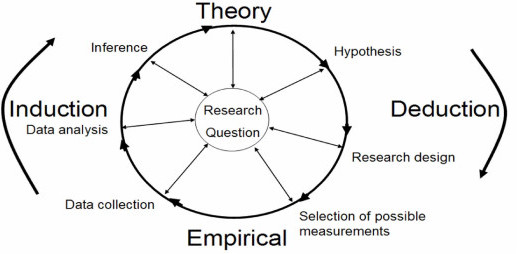 Theory
Inference
Hypothesis
Induction
Research
Question
Deduction
Data analysis
Research design
Data collection
Selection of possible
measurements
Empirical